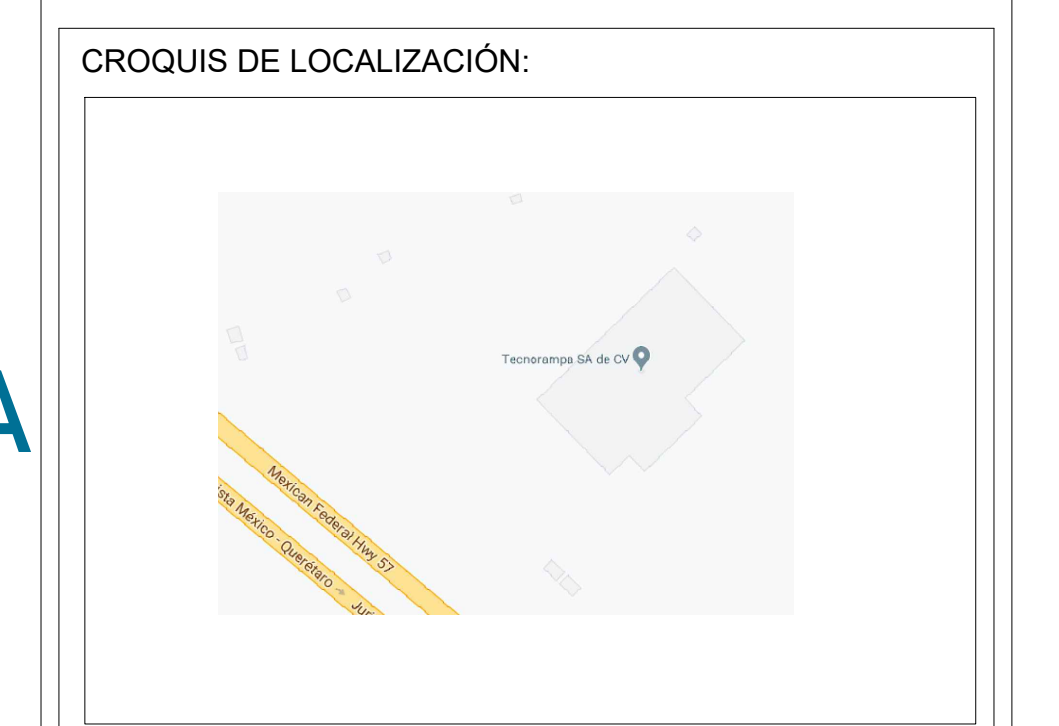 CROQUIS DE LOCALIZACIÓN:
Tecnorampa SA de CV
A
Mexican Federal Hwy 57
ista México - Querétaro